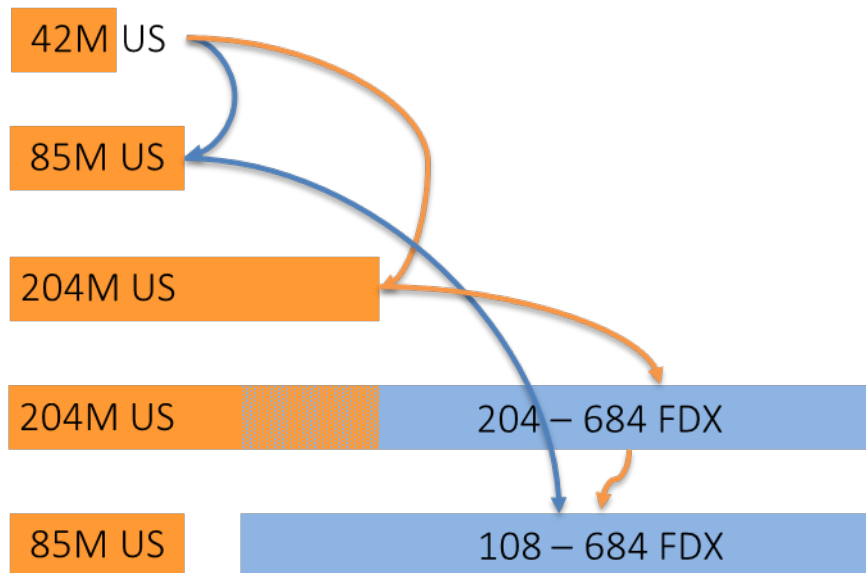 42M US
85M US
204M US
204M US 204 – 684 FDX
85M US 108 – 684 FDX